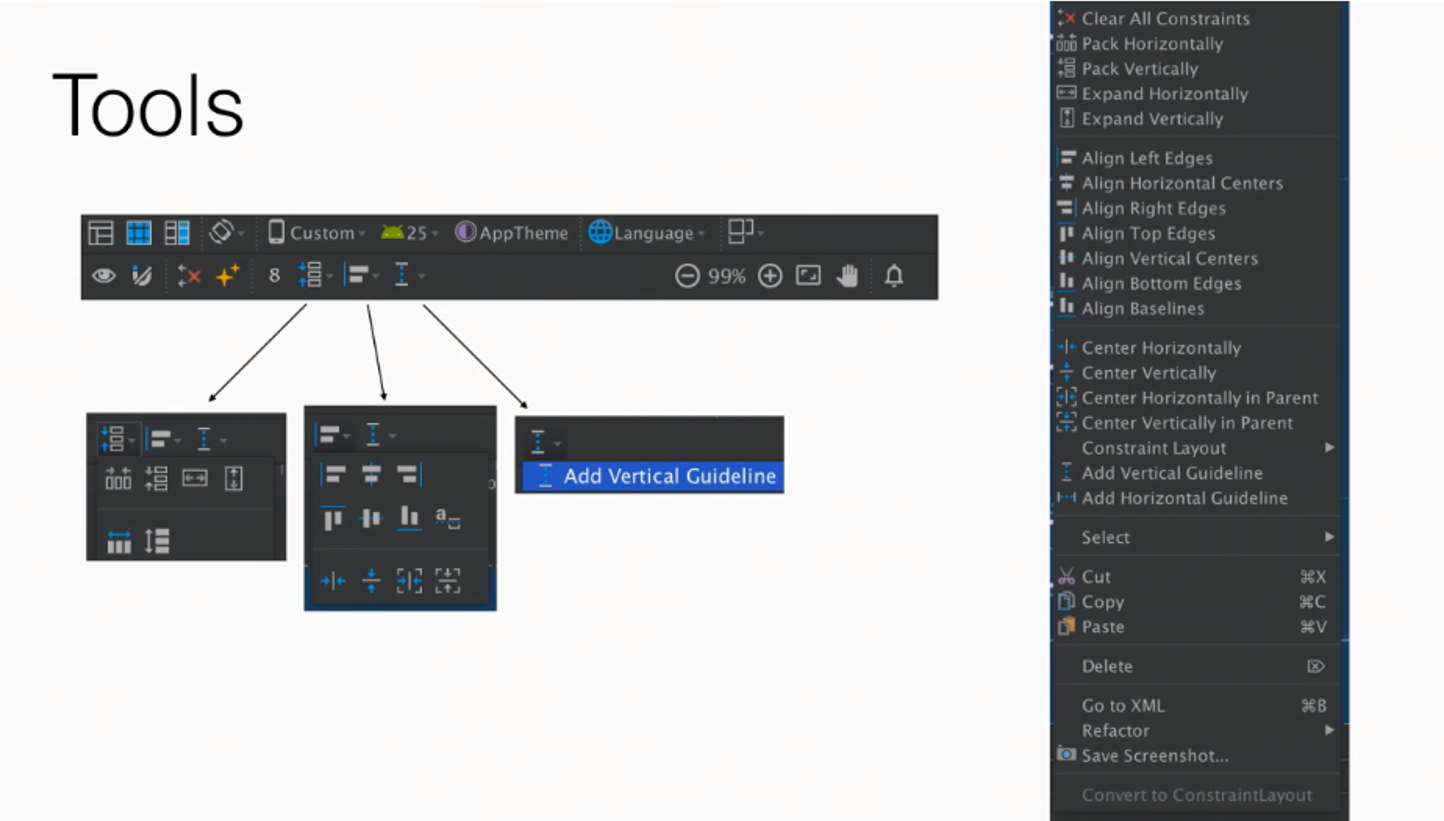 Tools
Custom 25 AppTheme Language
8 99%
a
Add Vertical Guideline
Clear All Constraints
Pack Horizontally
Pack Vertically
Expand Horizontally
Expand Vertically
Align Left Edges
Align Horizontal Centers
Align Right Edges
Align Top Edges
Align Vertical Centers
Align Bottom Edges
Align Baselines
Center Horizontally
Center Vertically
Center Horizontally in Parent
Center Vertically in Parent
Constraint Layout
Add Vertical Guideline
Add Horizontal Guideline
Select
Cut ⌘X
Copy ⌘C
Paste ⌘V
Delete ⌦
Go to XML ⌘B
Refactor
Save Screenshot...
Convert to ConstraintLayout